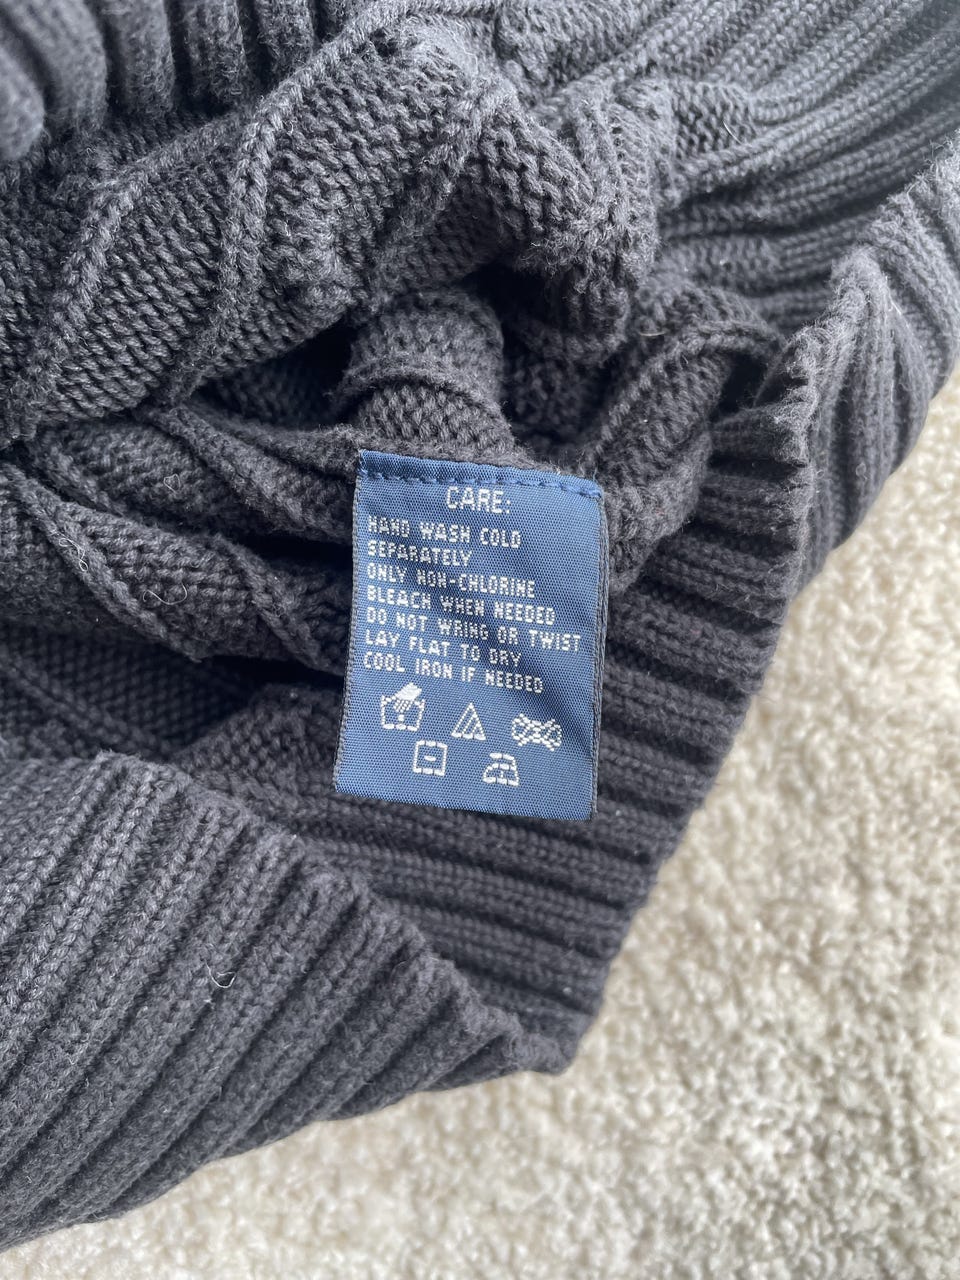 CARE:
HAND WASH COLD
SEPARATELY
ONLY NON-CHLORINE
BLEACH WHEN NEEDED
DO NOT WRING OR TWIST
LAY FLAT TO DRY
COOL IRON IF NEEDED